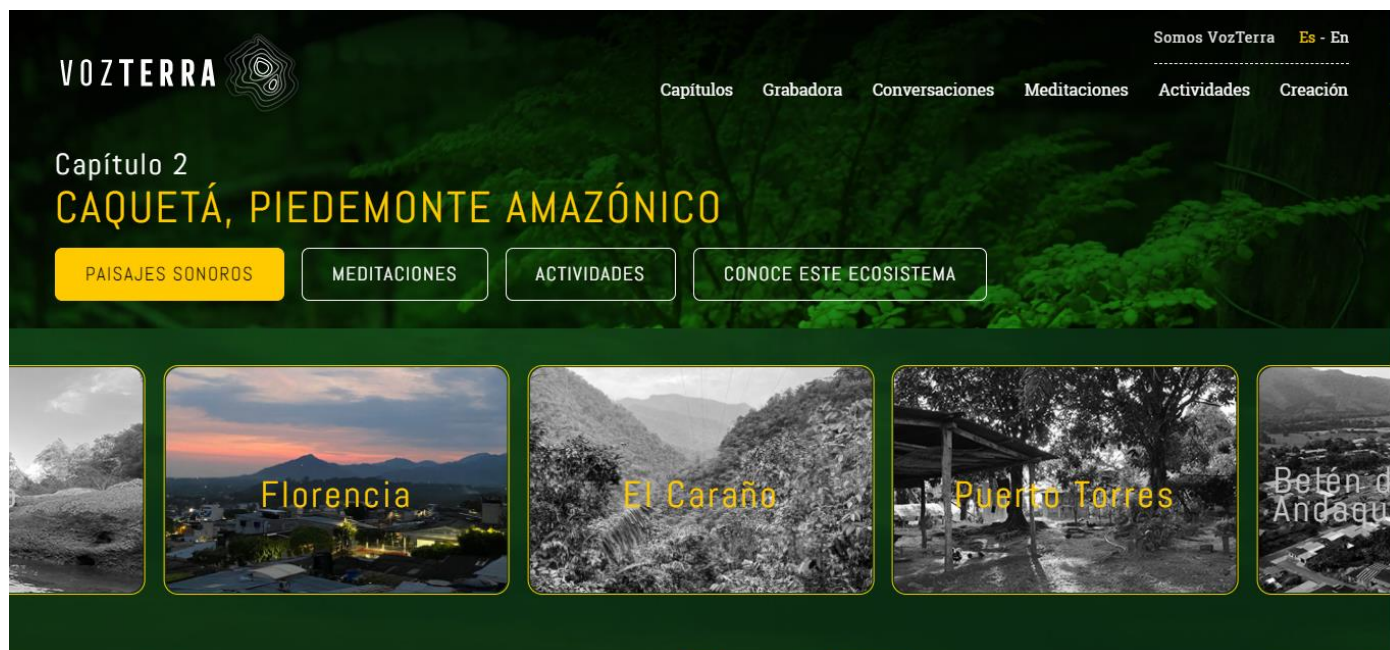 Somos VozTerra Es - En
VOZTERRA
Capítulos Grabadora Conversaciones Meditaciones Actividades Creación
Capítulo 2
CAQUETÁ, PIEDEMONTE AMAZÓNICO
PAISAJES SONOROS MEDITACIONES ACTIVIDADES CONOCE ESTE ECOSISTEMA
Florencia El Caraño Puerto Torres Belén